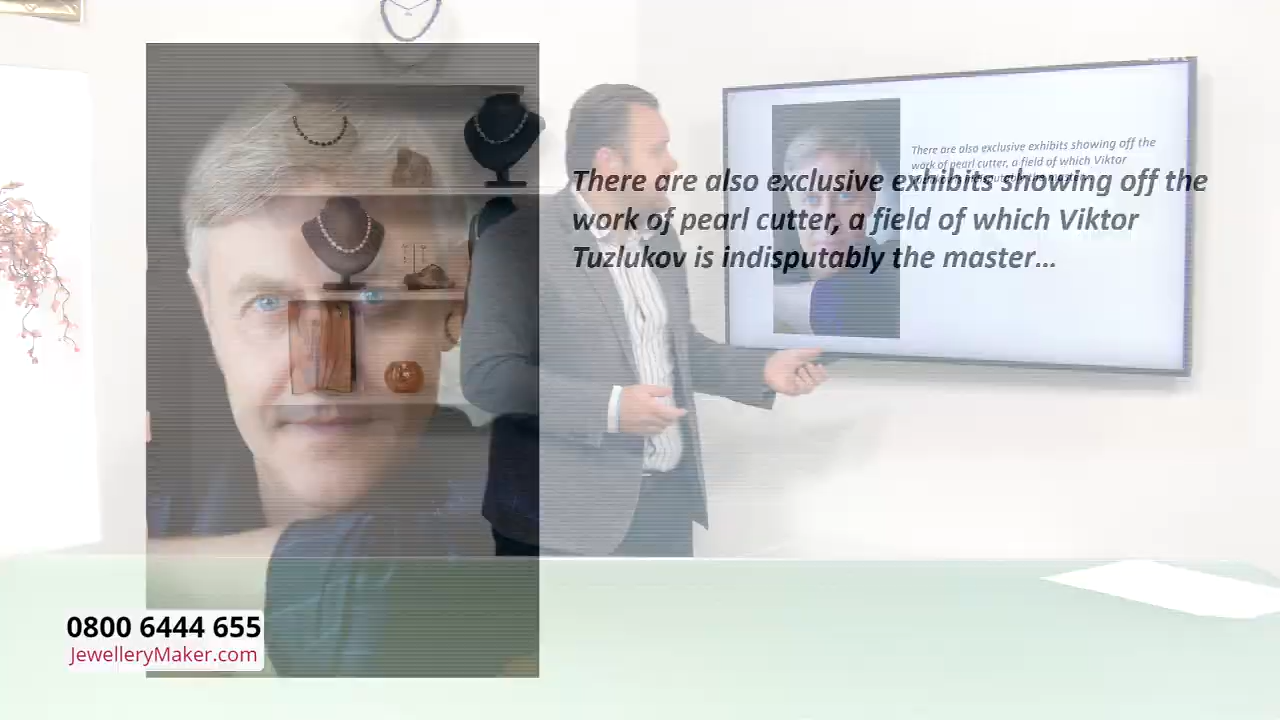 There are also exclusive exhibits showing off the
work of pearl cutter, a field of which Viktor
Tuzlukov is indisputably the master...
There are also exclusive exhibits showing off the
work of pearl cutter, a field of which Viktor
0800 6444 655
JewelleryMaker.com